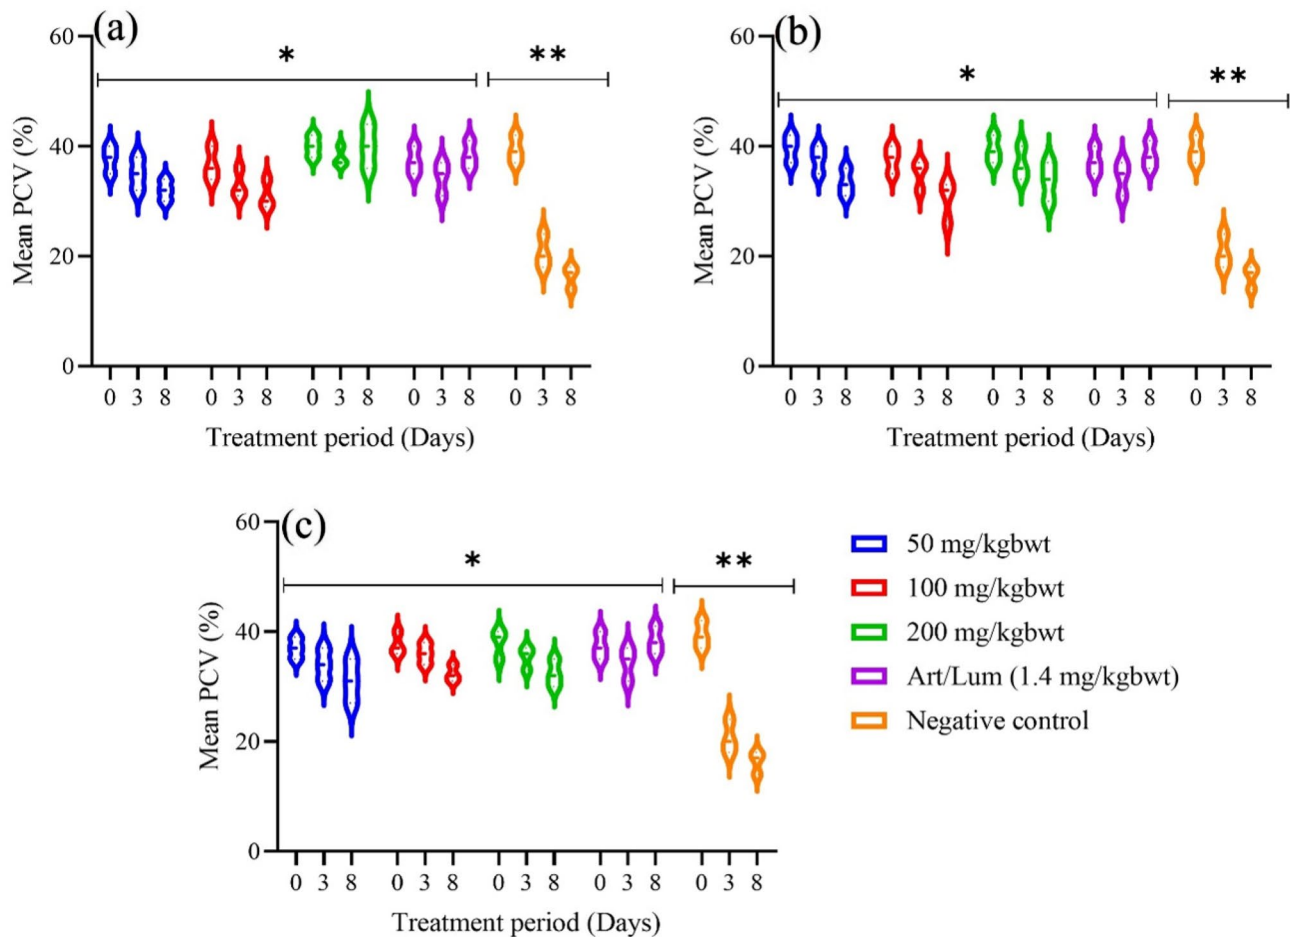 (a)
60
40
20
0
Mean PCV (%)
*
**
0 3 8 0 3 8 0 3 8 0 3 8 0 3 8
Treatment period (Days)
(b)
60
40
20
0
Mean PCV (%)
*
**
0 3 8 0 3 8 0 3 8 0 3 8 0 3 8
Treatment period (Days)
(c)
60
40
20
0
Mean PCV (%)
*
**
0 3 8 0 3 8 0 3 8 0 3 8 0 3 8
Treatment period (Days)
50 mg/kgbwt
100 mg/kgbwt
200 mg/kgbwt
Art/Lum (1.4 mg/kgbwt)
Negative control